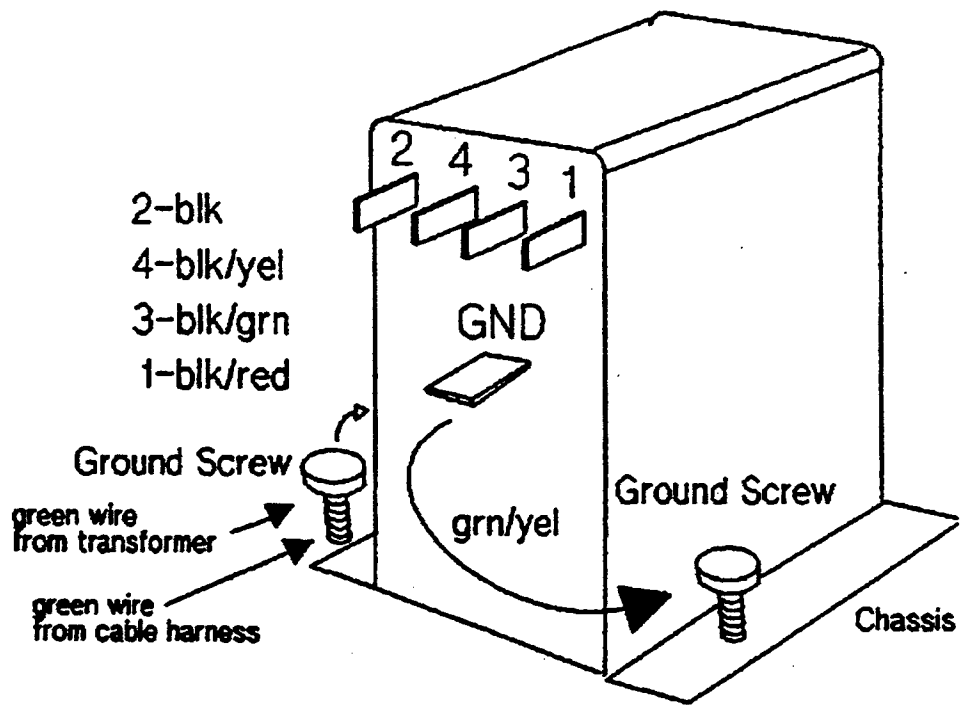 2 4 3 1
2-blk
4-blk/yel
3-blk/grn
1-blk/red
GND
Ground Screw
green wire
from transformer
green wire
from cable harness
grn/yel
Ground Screw
Chassis